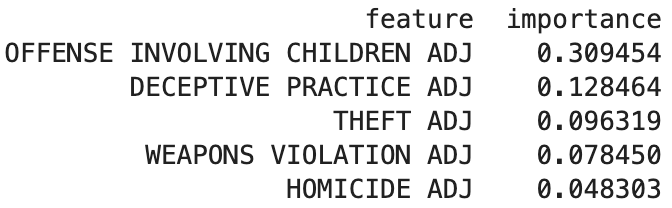 feature importance
OFFENSE INVOLVING CHILDREN ADJ 0.309454
DECEPTIVE PRACTICE ADJ 0.128464
THEFT ADJ 0.096319
WEAPONS VIOLATION ADJ 0.078450
HOMICIDE ADJ 0.048303